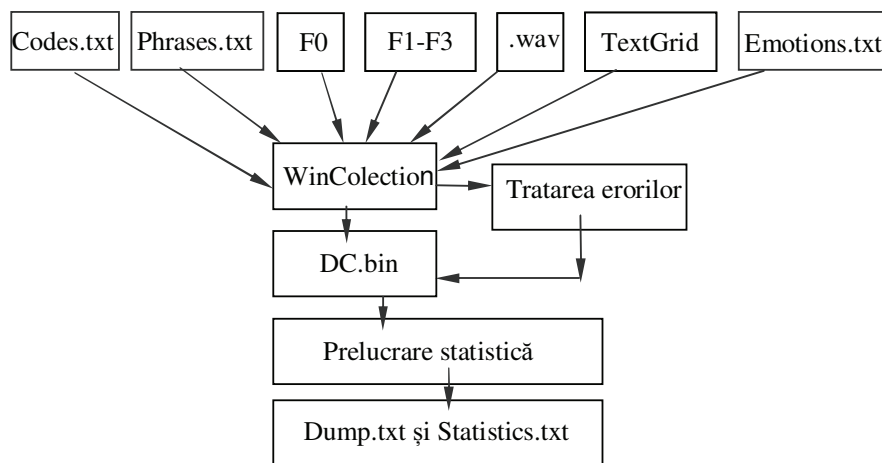 Codes.txt
Phrases.txt
F0
F1-F3
.wav
TextGrid
Emotions.txt
WinColection
Tratarea erorilor
DC.bin
Prelucrare statistică
Dump.txt și Statistics.txt